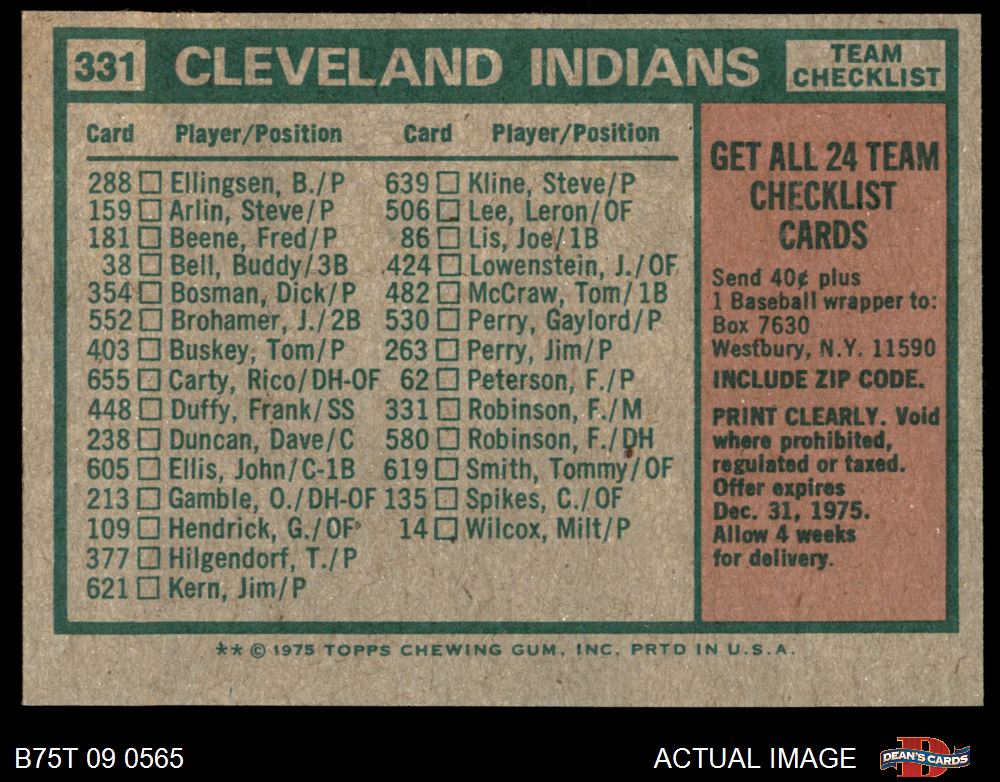 331 CLEVELAND INDIANS TEAM CHECKLIST
Card Player/Position Card Player/Position
288 □ Ellingsen, B./P
159 □ Arlin, Steve/P
181 □ Beene, Fred/P
38 □ Bell, Buddy/3B
354 □ Bosman, Dick/P
552 □ Brohamer, J./2B
403 □ Buskey, Tom/P
655 □ Carty, Rico/DH-OF
448 □ Duffy, Frank/SS
238 □ Duncan, Dave/C
605 □ Ellis, John/C-1B
213 □ Gamble, O./DH-OF
109 □ Hendrick, G./OF
377 □ Hilgendorf, T./P
621 □ Kern, Jim/P
639 □ Kline, Steve/P
506 □ Lee, Leron/OF
86 □ Lis, Joe/1B
424 □ Lowenstein, J./OF
482 □ McCraw, Tom/1B
530 □ Perry, Gaylord/P
263 □ Perry, Jim/P
62 □ Peterson, F./P
331 □ Robinson, F./M
580 □ Robinson, F./DH
619 □ Smith, Tommy/OF
135 □ Spikes, C./OF
14 □ Wilcox, Milt/P
GET ALL 24 TEAM
CHECKLIST
CARDS
Send 40¢ plus
1 Baseball wrapper to:
Box 7630
Westbury, N.Y. 11590
INCLUDE ZIP CODE.
PRINT CLEARLY. Void
where prohibited,
regulated or taxed.
Offer expires
Dec. 31, 1975.
Allow 4 weeks
for delivery.
** © 1975 TOPPS CHEWING GUM, INC. PRTD IN U.S.A.
B75T 09 0565
ACTUAL IMAGE
D
DEAN'S CARDS